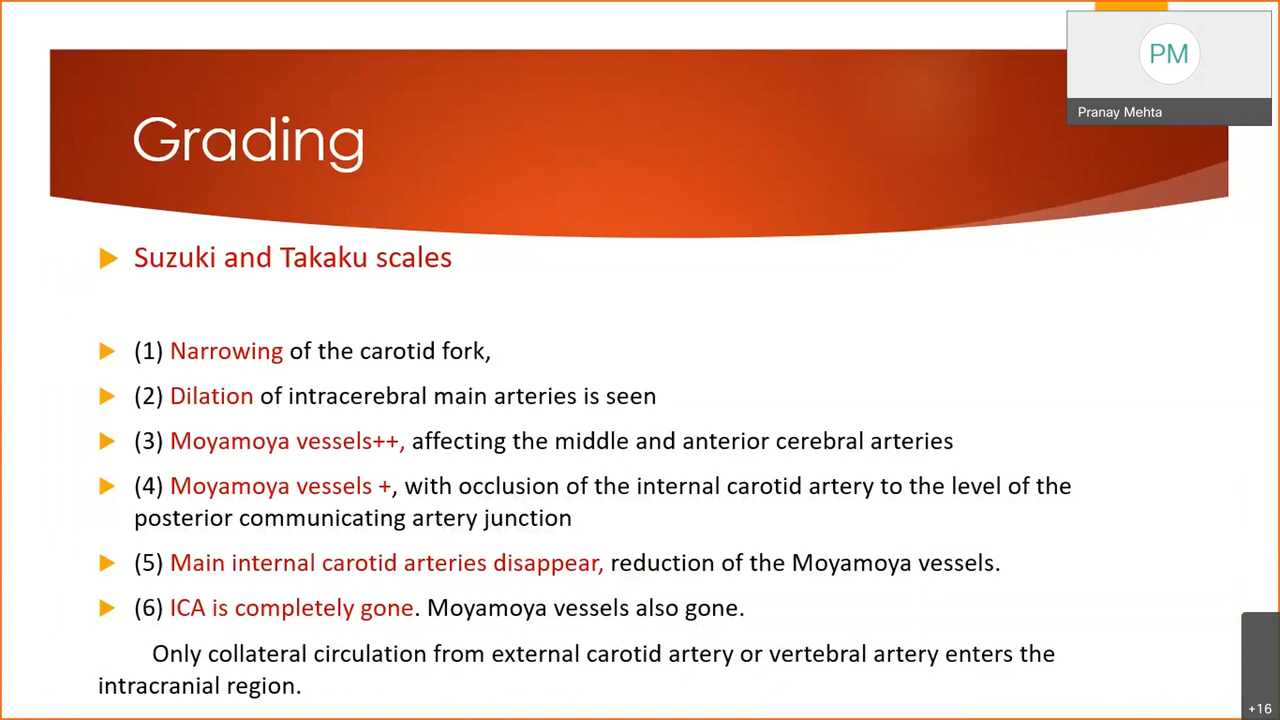 PM
Pranay Mehta
Grading
Suzuki and Takaku scales
(1) Narrowing of the carotid fork,
(2) Dilation of intracerebral main arteries is seen
(3) Moyamoya vessels++, affecting the middle and anterior cerebral arteries
(4) Moyamoya vessels +, with occlusion of the internal carotid artery to the level of the
posterior communicating artery junction
(5) Main internal carotid arteries disappear, reduction of the Moyamoya vessels.
(6) ICA is completely gone. Moyamoya vessels also gone.
Only collateral circulation from external carotid artery or vertebral artery enters the
intracranial region.
+16